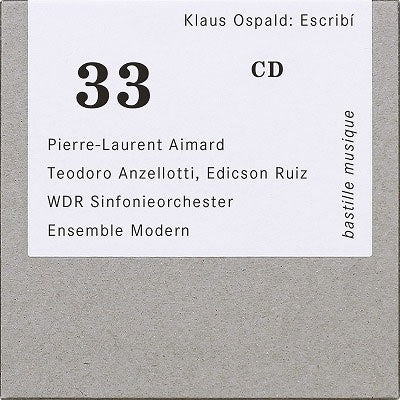 Klaus Ospald: Escribí
33
CD
Pierre-Laurent Aimard
Teodoro Anzellotti, Edicson Ruiz
WDR Sinfonieorchester
Ensemble Modern
bastille musique